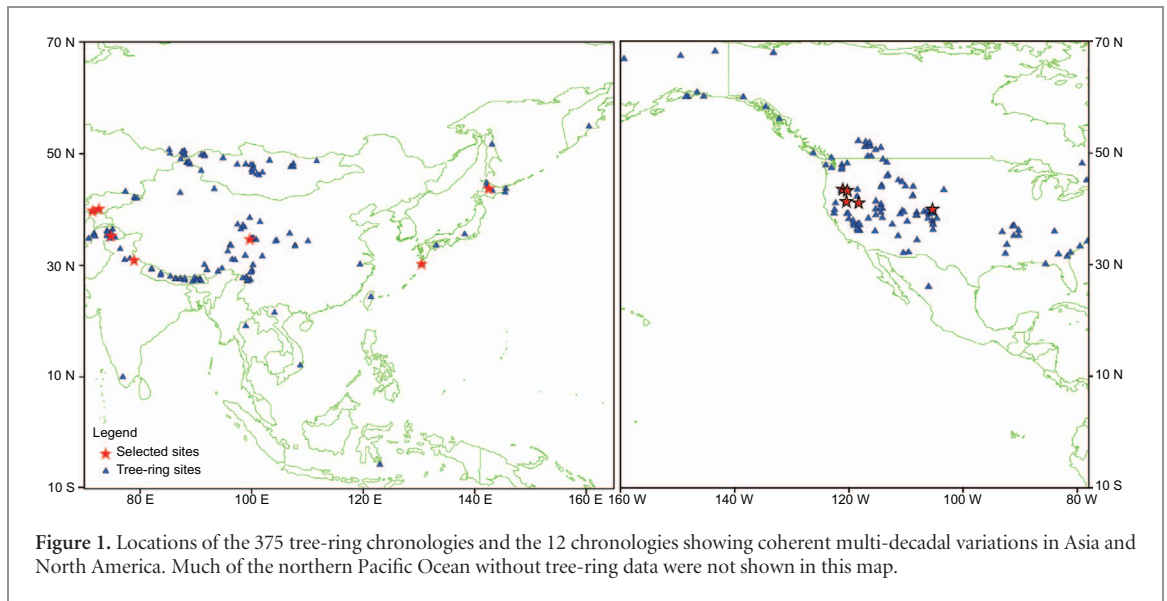 70 N
50 N
30 N
10 N
10 S
Legend
Selected sites
Tree-ring sites
80 E
100 E
120 E
140 E
160 E
70 N
50 N
30 N
10 N
10 S
160 W
140 W
120 W
100 W
80 W
Figure 1. Locations of the 375 tree-ring chronologies and the 12 chronologies showing coherent multi-decadal variations in Asia and
North America. Much of the northern Pacific Ocean without tree-ring data were not shown in this map.